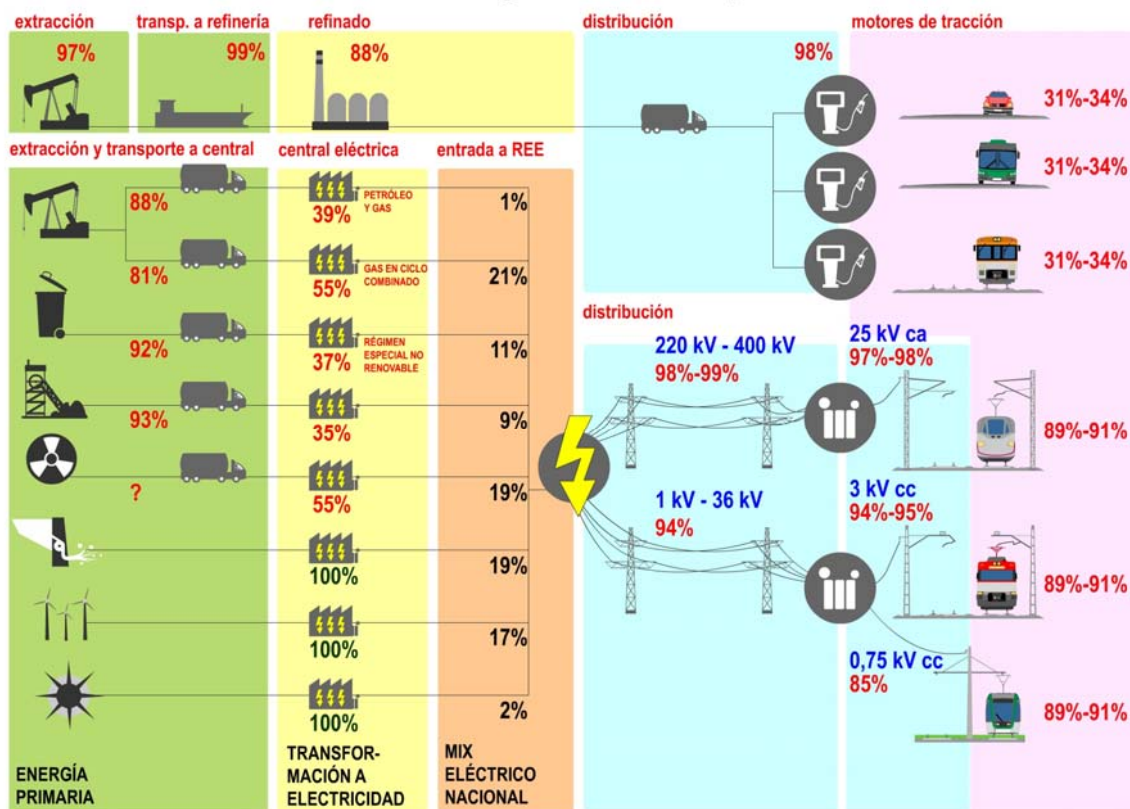 extracción
transp. a refinería
refinado
distribución
motores de tracción
97%
99%
88%
98%
31%-34%
31%-34%
31%-34%
extracción y transporte a central
central eléctrica
entrada a REE
88%
39%
PETRÓLEO
Y GAS
1%
81%
55%
GAS EN CICLO
COMBINADO
21%
92%
37%
RÉGIMEN
ESPECIAL NO
RENOVABLE
11%
93%
35%
9%
?
55%
19%
100%
19%
100%
17%
100%
2%
distribución
220 kV - 400 kV
98%-99%
25 kV ca
97%-98%
89%-91%
1 kV - 36 kV
94%
3 kV cc
94%-95%
89%-91%
0,75 kV cc
85%
89%-91%
ENERGÍA
PRIMARIA
TRANSFOR-
MACIÓN A
ELECTRICIDAD
MIX
ELÉCTRICO
NACIONAL